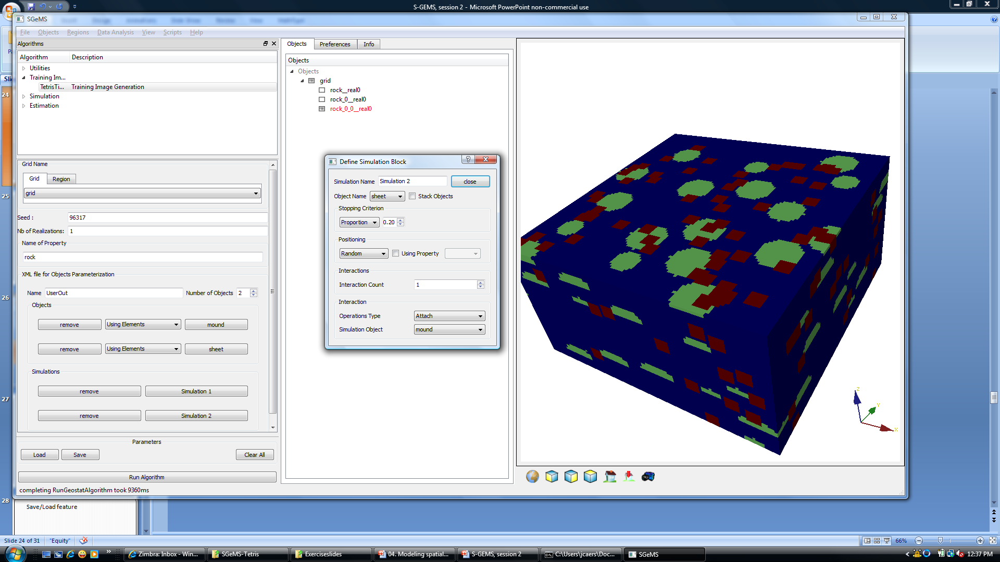 S-GEMS, session 2 - Microsoft PowerPoint non-commercial use
SGeMS
File Objects Regions Data Analysis View Scripts Help
Algorithms
Algorithm Description
Utilities
Training Im...
TetrisTi... Training Image Generation
Simulation
Estimation
Grid Name
Grid Region
grid
Seed : 96317
Nb of Realizations: 1
Name of Property
rock
XML file for Objects Parameterization
Name UserOut Number of Objects 2
Objects
remove Using Elements mound
remove Using Elements sheet
Simulations
remove Simulation 1
remove Simulation 2
Parameters
Load Save Clear All
Run Algorithm
completing RunGeostatAlgorithm took 9360ms
Objects Preferences Info
Objects
Objects
grid
rock__real0
rock_0__real0
rock_0_0__real0
Define Simulation Block
Simulation Name Simulation 2 close
Object Name sheet Stack Objects
Stopping Criterion
Proportion 0.20
Positioning
Random Using Property
Interactions
Interaction Count 1
Interaction
Operations Type Attach
Simulation Object mound
Z
Y
X
24
25
26
27
28
Save/Load feature
Slide 24 of 31 "Equity" 66%
Zimbra: Inbox - Win... SGeMS-Tetris Exerciseslides 04. Modeling spatial... S-GEMS, session 2 C:\Users\jcaers\Doc... SGeMS 12:37 PM